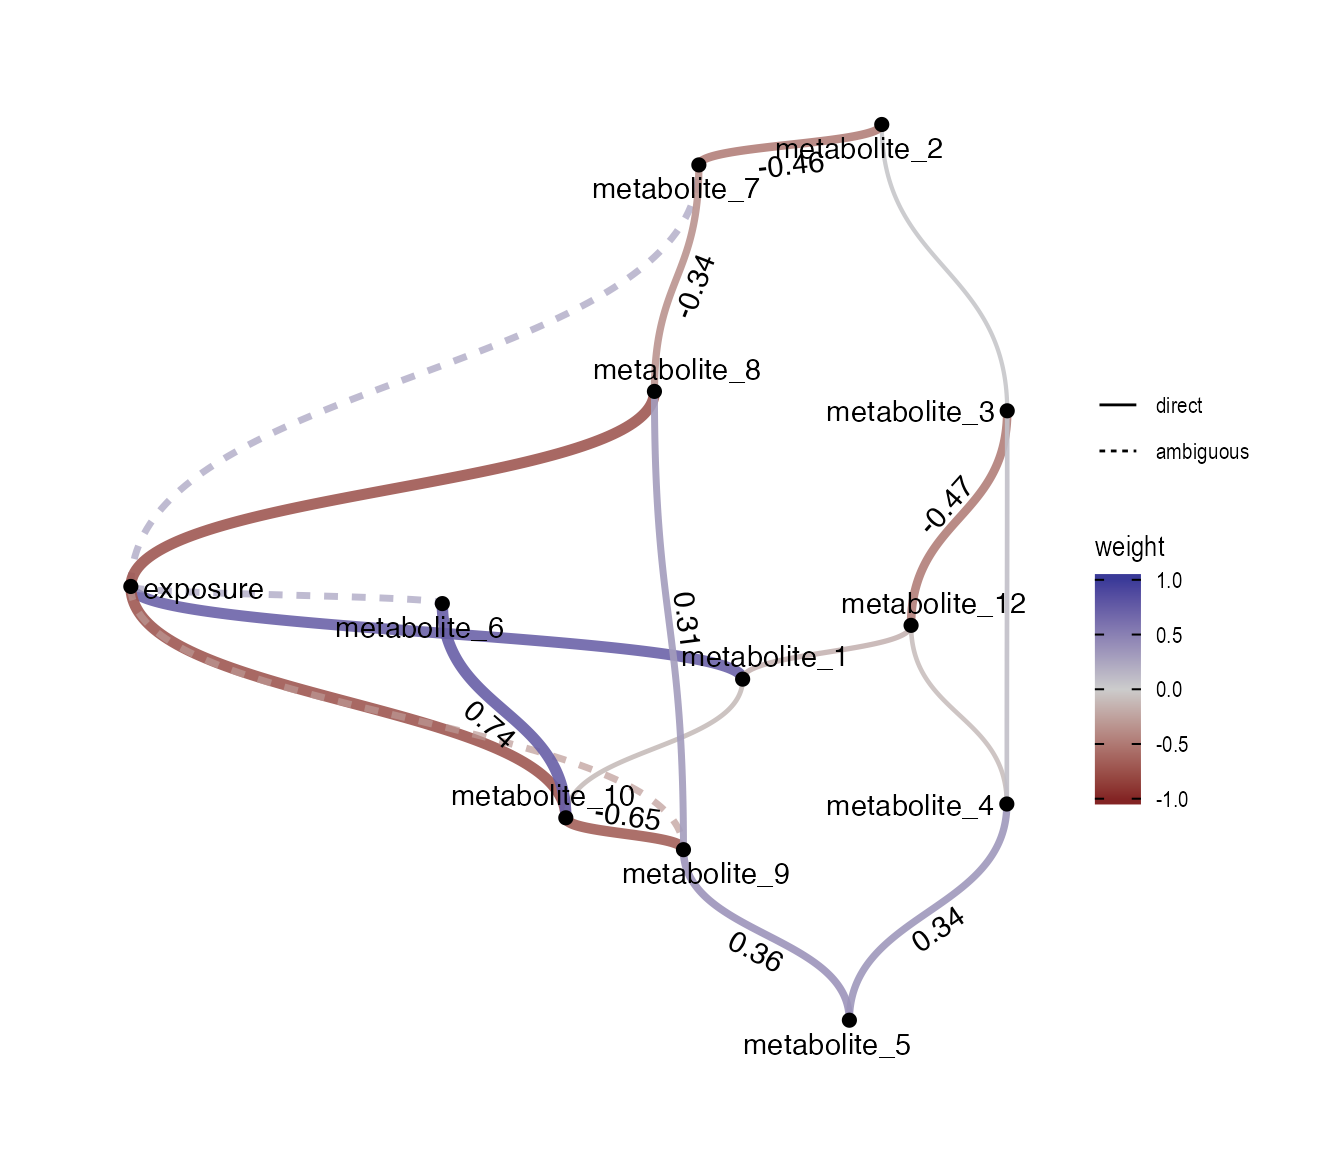 metabolite_2
-0.46
metabolite_7
-0.34
metabolite_8
metabolite_3
direct
ambiguous
-0.47
weight
exposure
1.0
0.5
0.0
-0.5
-1.0
metabolite_12
metabolite_6
0.31
metabolite_1
0.74
metabolite_10
-0.65
metabolite_4
metabolite_9
0.36
0.34
metabolite_5